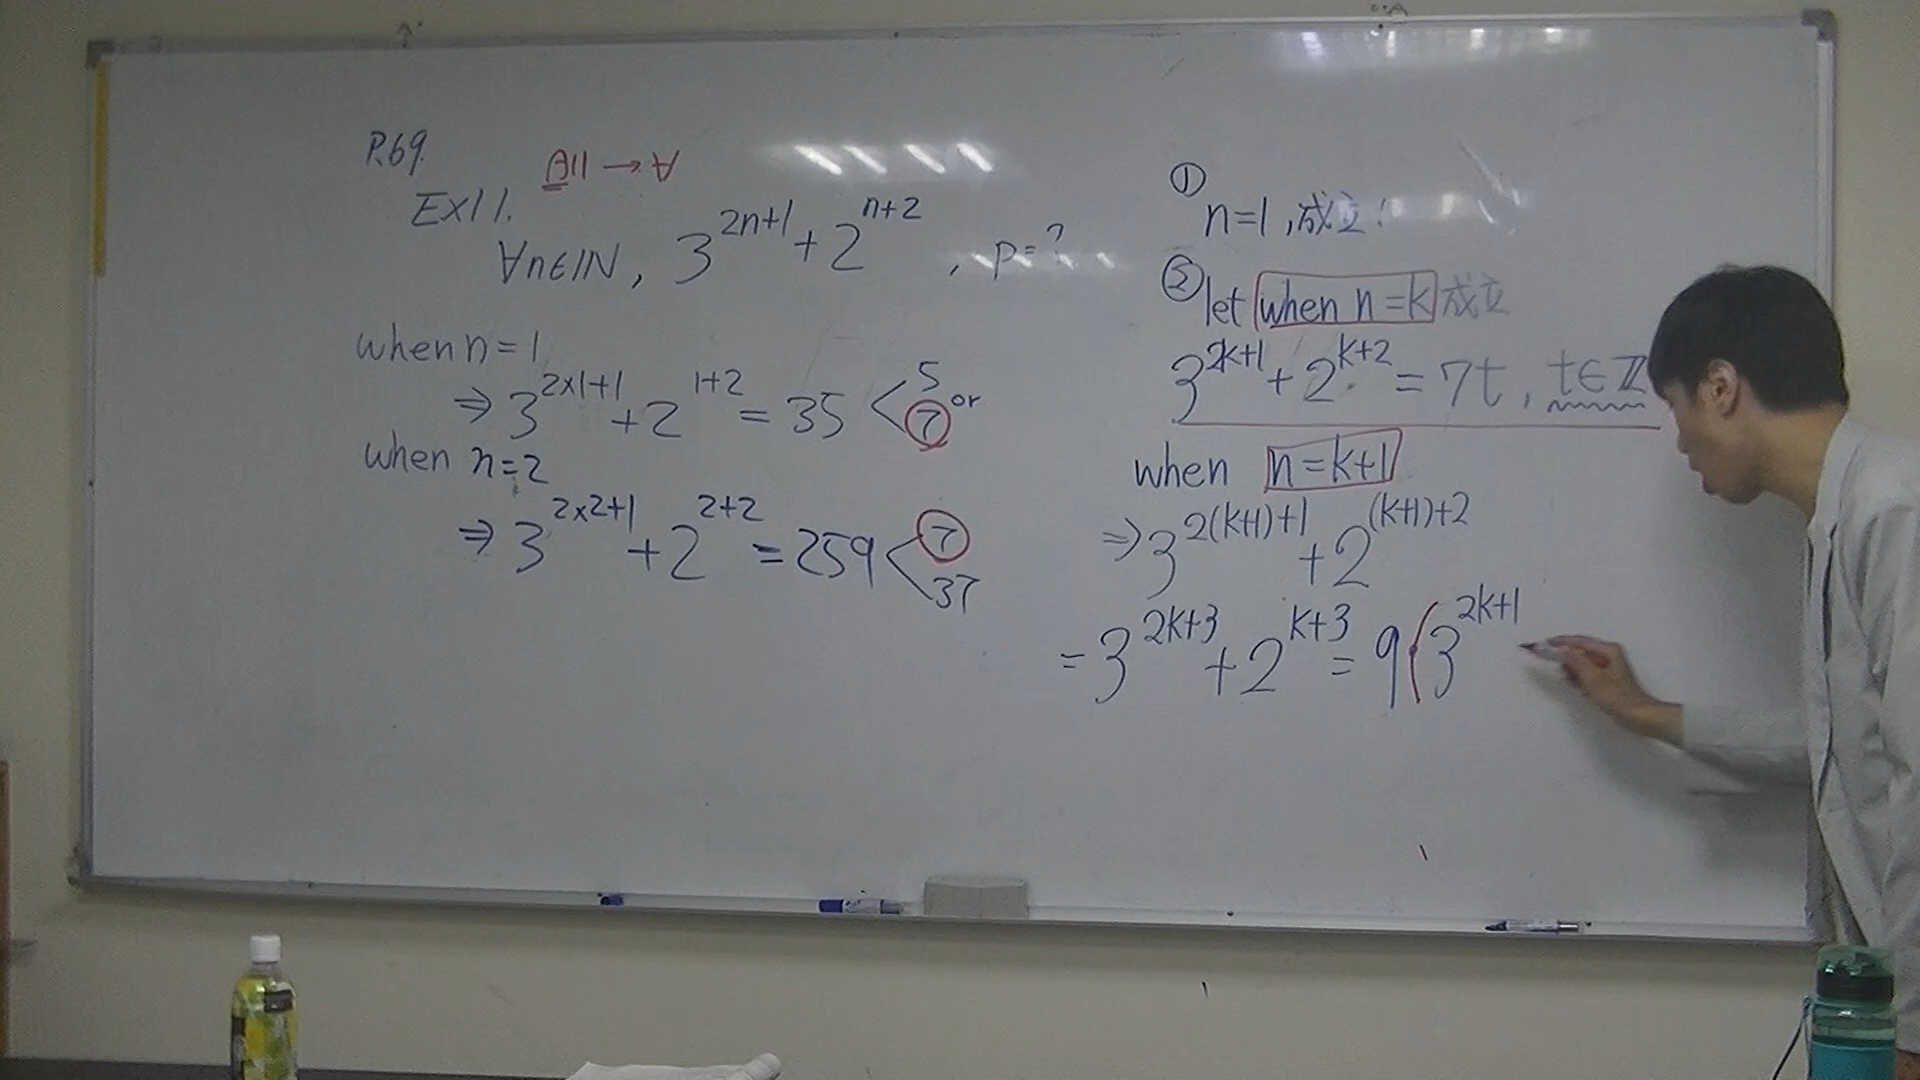 P.69.
All → ∀
Ex11.
∀n∈ℕ, 3^{2n+1} + 2^{n+2}, p=?
when n=1
⇒ 3^{2×1+1} + 2^{1+2} = 35 < 5 or 7
when n=2
⇒ 3^{2×2+1} + 2^{2+2} = 259 < 7 37
① n=1,成立!
② let when n=k 成立
3^{2k+1} + 2^{k+2} = 7t, t∈ℤ
when n=k+1
⇒ 3^{2(k+1)+1} + 2^{(k+1)+2}
= 3^{2k+3} + 2^{k+3} = 9(3^{2k+1}